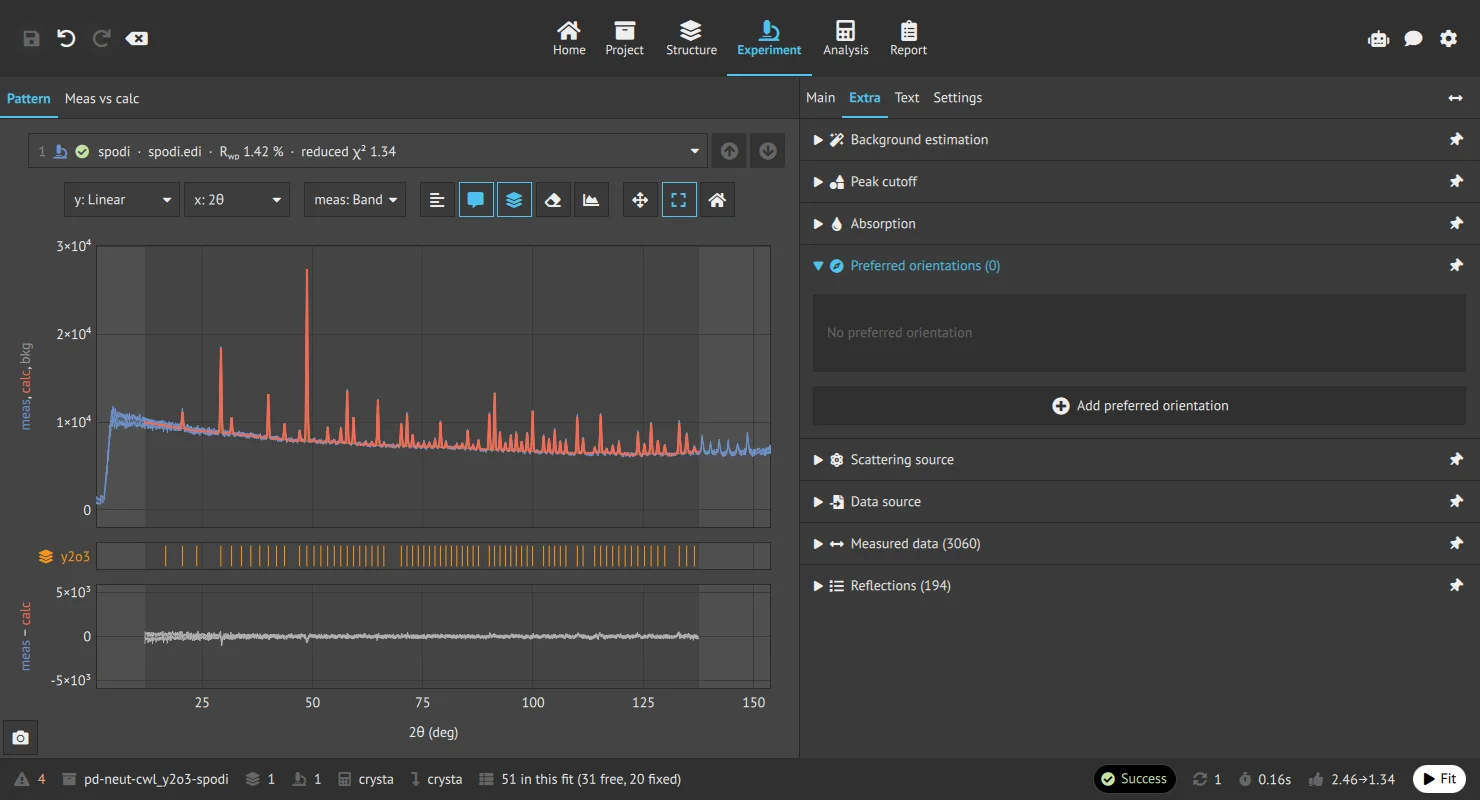 Home
Project
Structure
Experiment
Analysis
Report
Pattern
Meas vs calc
Main
Extra
Text
Settings
1 spodi · spodi.edi · Rwp 1.42 % · reduced χ² 1.34
y: Linear
x: 2θ
meas: Band
3×10⁴
2×10⁴
1×10⁴
0
meas, calc, bkg
y2o3
5×10³
0
-5×10³
meas − calc
25
50
75
100
125
150
2θ (deg)
Background estimation
Peak cutoff
Absorption
Preferred orientations (0)
No preferred orientation
Add preferred orientation
Scattering source
Data source
Measured data (3060)
Reflections (194)
4
pd-neut-cwl_y2o3-spodi
1
1
crysta
crysta
51 in this fit (31 free, 20 fixed)
Success
1
0.16s
2.46→1.34
Fit